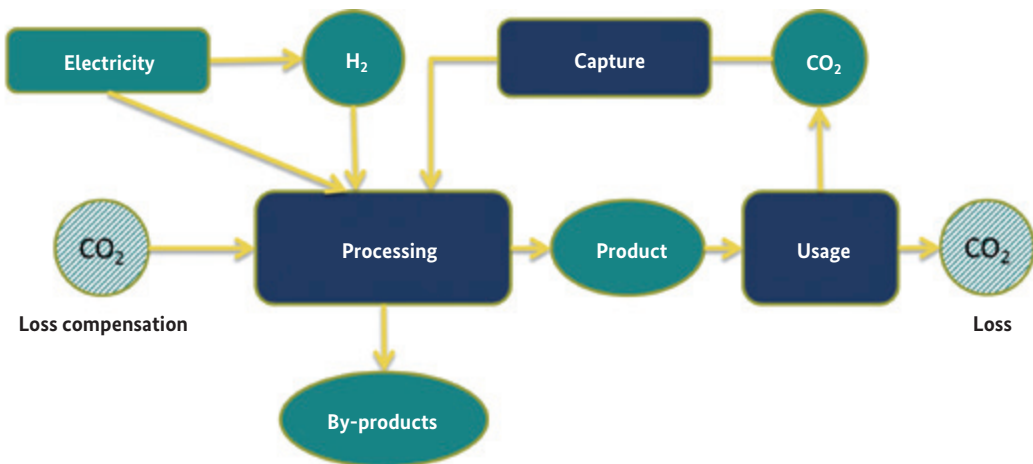 Electricity
H₂
Capture
CO₂
CO₂
Processing
Product
Usage
CO₂
Loss compensation
Loss
By-products